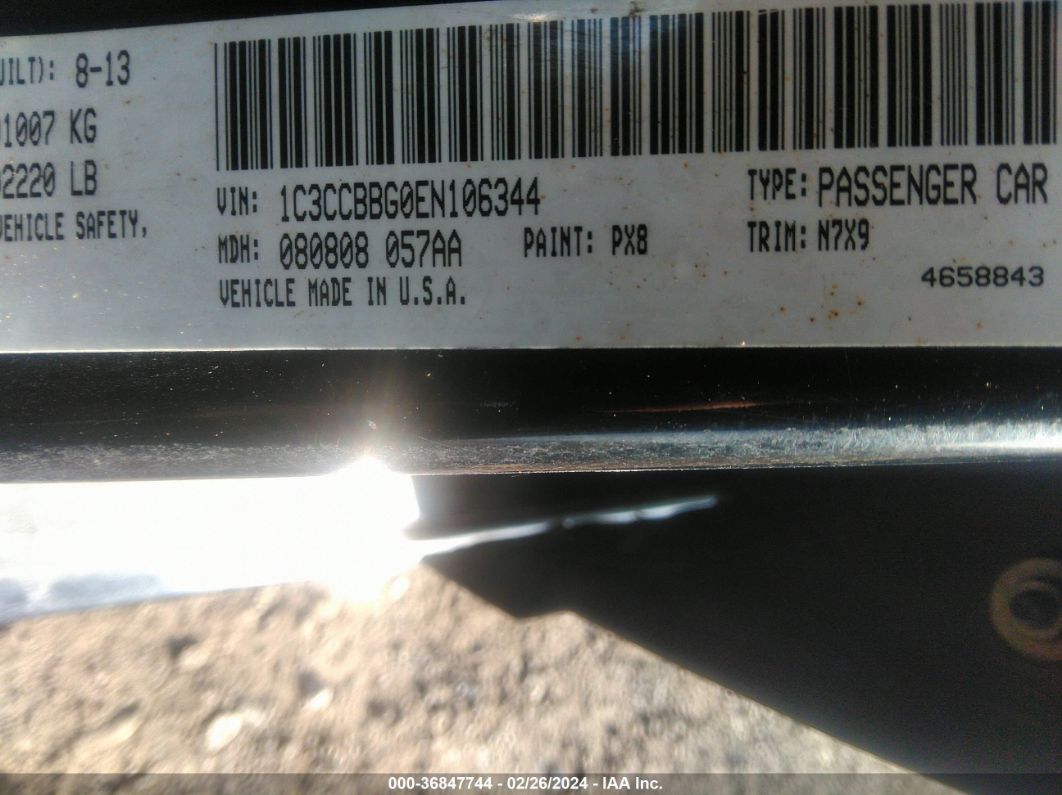 UILT): 8-13
1007 KG
2220 LB
VEHICLE SAFETY,
VIN: 1C3CCBBG0EN106344
TYPE: PASSENGER CAR
MDH: 080808 057AA
PAINT: PX8
TRIM: N7X9
VEHICLE MADE IN U.S.A.
4658843
000-36847744 - 02/26/2024 - IAA Inc.